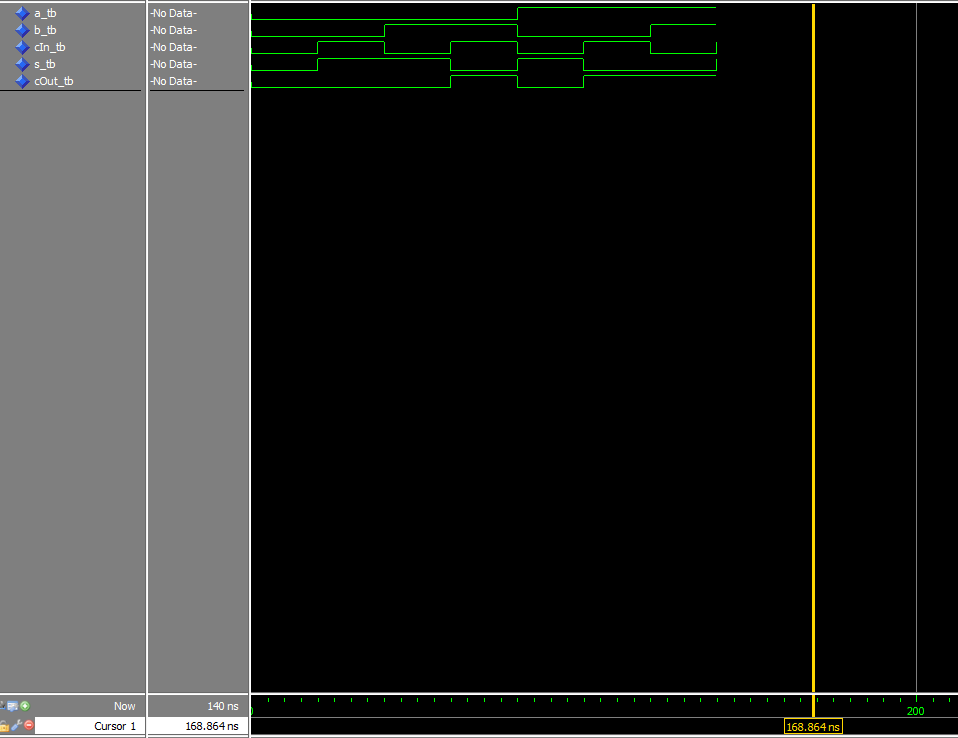 a_tb -No Data-
b_tb -No Data-
cIn_tb -No Data-
s_tb -No Data-
cOut_tb -No Data-
Now 140 ns 200
Cursor 1 168.864 ns 168.864 ns